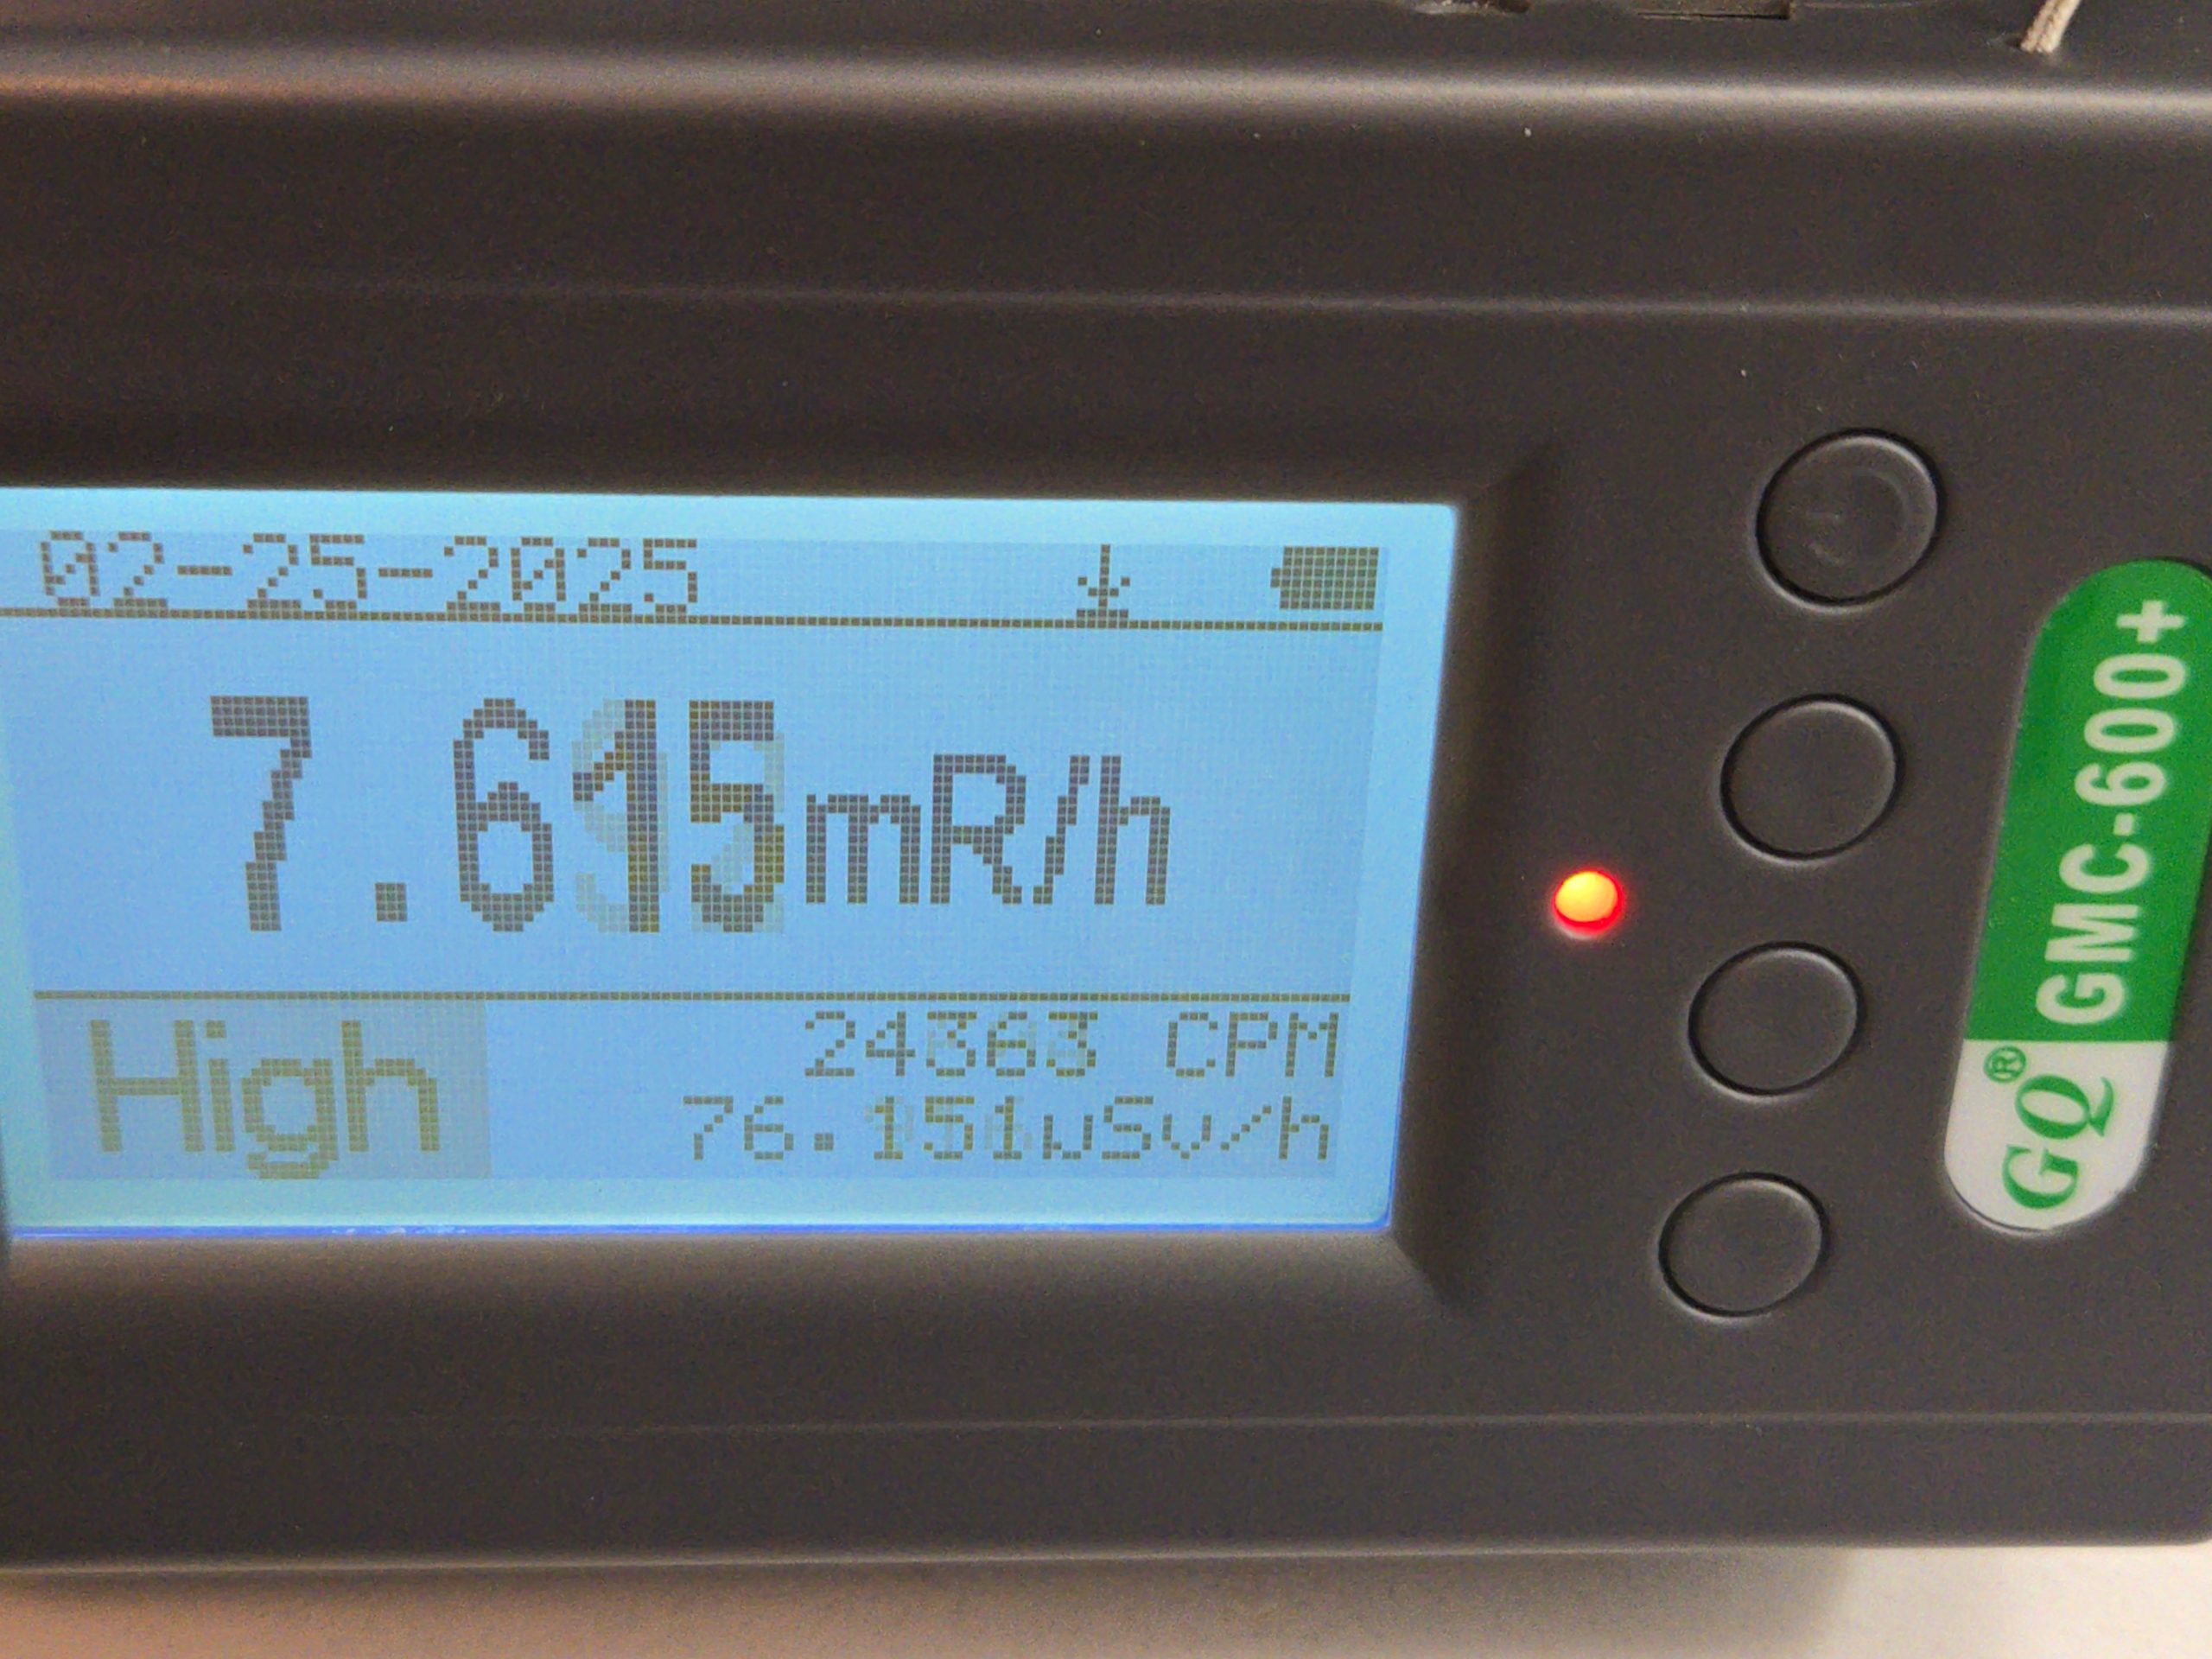 02-25-2025
7.615mR/h
High
24363 CPM
76.151uSv/h
GQ® GMC-600+